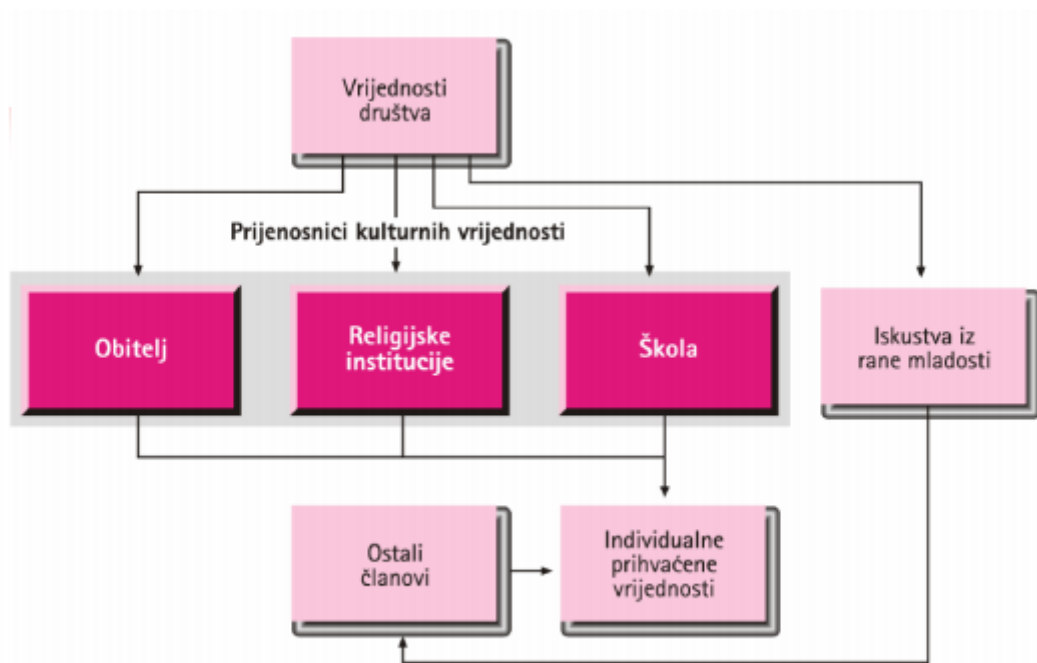 Vrijednosti
društva
Prijenosnici kulturnih vrijednosti
Obitelj
Religijske
institucije
Škola
Iskustva iz
rane mladosti
Ostali
članovi
Individualne
prihvaćene
vrijednosti